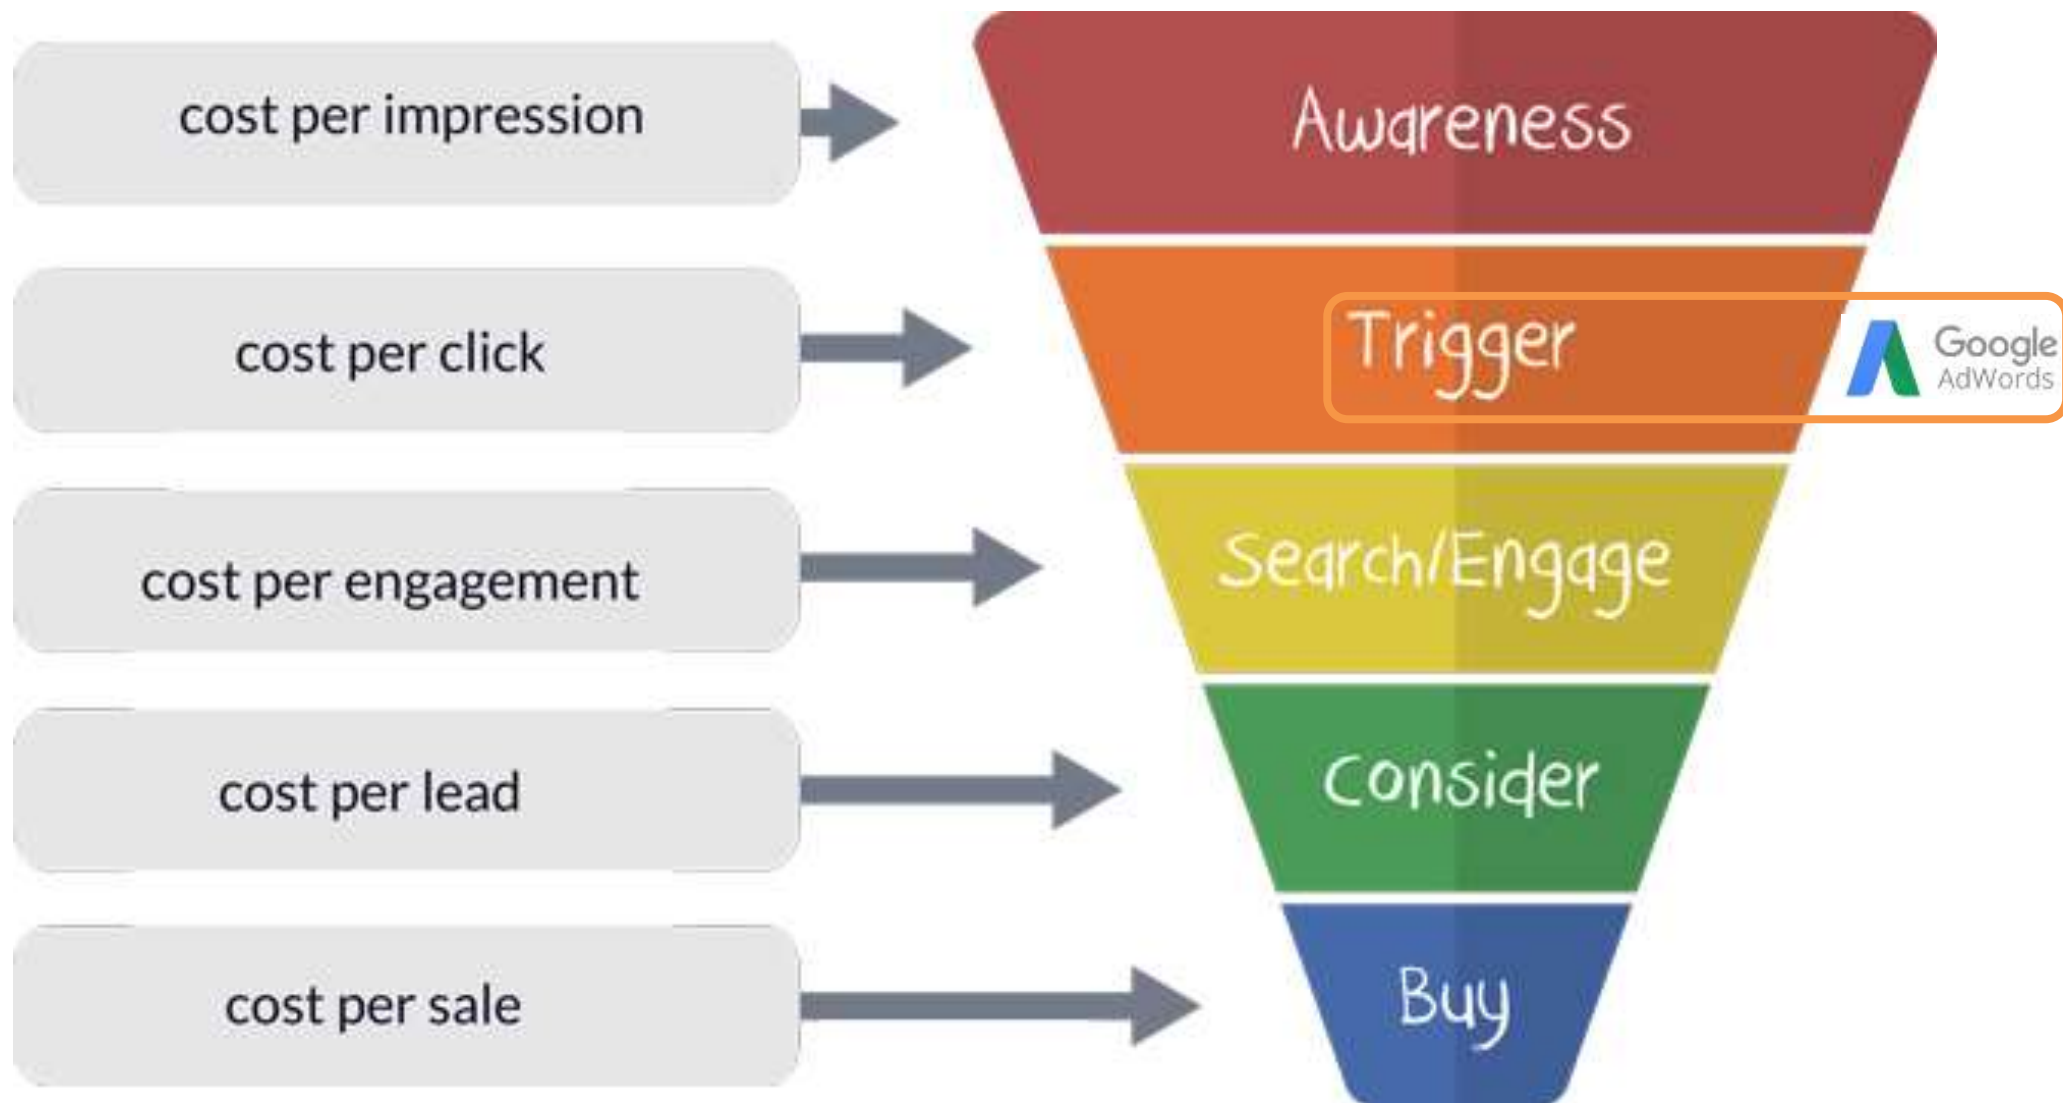 cost per impression
Awareness
cost per click
Trigger
Google
AdWords
cost per engagement
Search/Engage
cost per lead
Consider
cost per sale
Buy